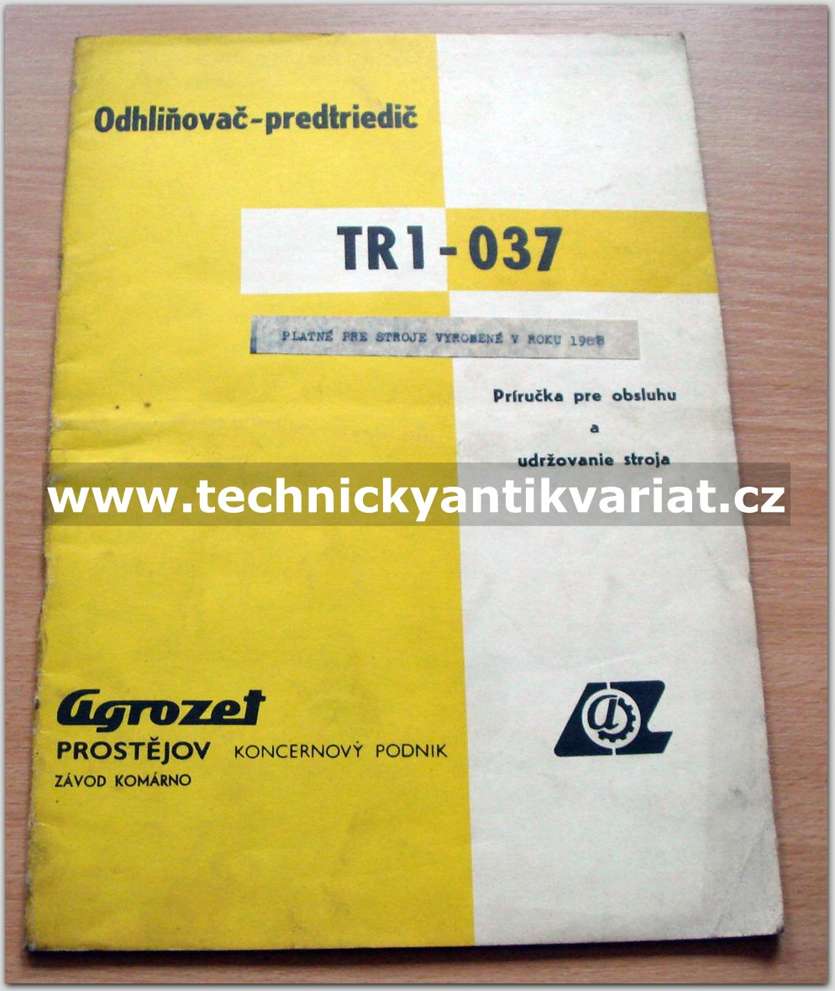 Odhliňovač-predtriedič
TR1-037
PLATNÉ PRE STROJE VYROBENÉ V ROKU 1988
Príručka pre obsluhu
a
udržovanie stroja
www.technickyantikvariat.cz
agrozet
PROSTĚJOV KONCERNOVÝ PODNIK
ZÁVOD KOMÁRNO